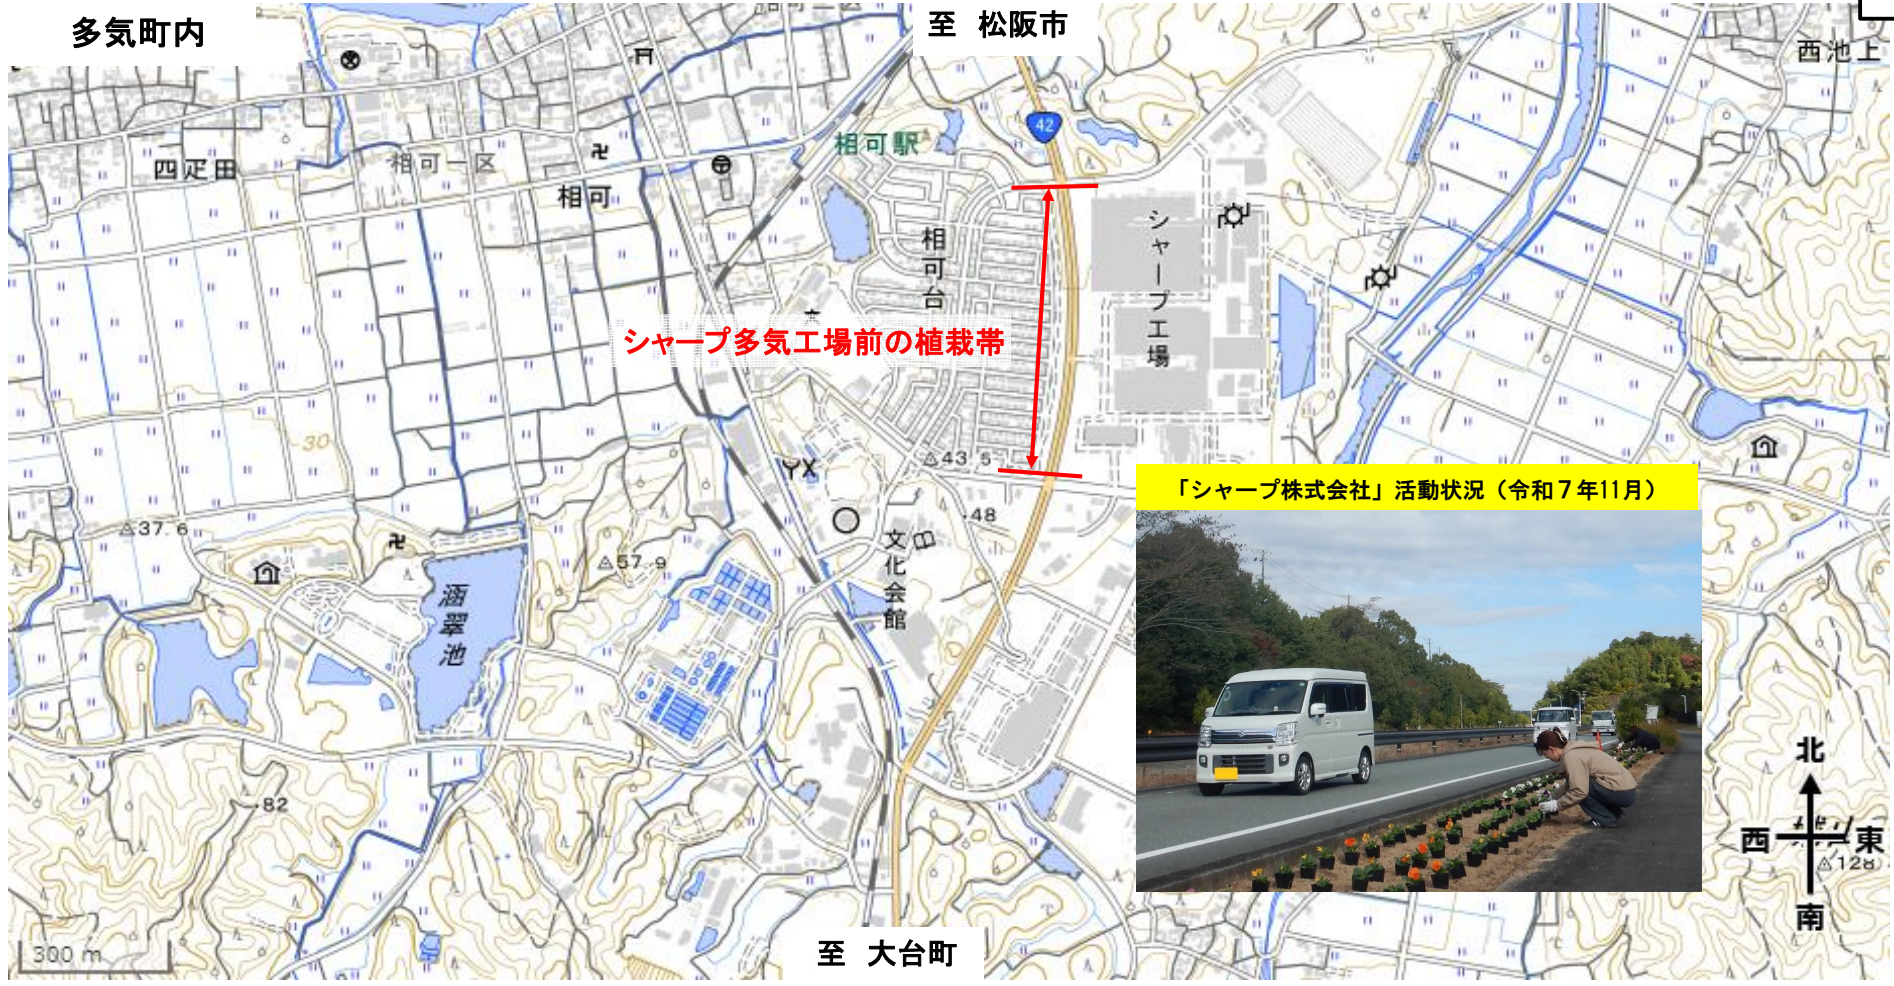 多気町内
至 松阪市
西池上
42
相可駅
四疋田
相可一区
相可
相可台
シャープ工場
シャープ多気工場前の植栽帯
30
43.5
「シャープ株式会社」活動状況（令和７年11月）
37.6
48
57.9
文化会館
涵翠池
82
北
西
東
128
南
300 m
至 大台町